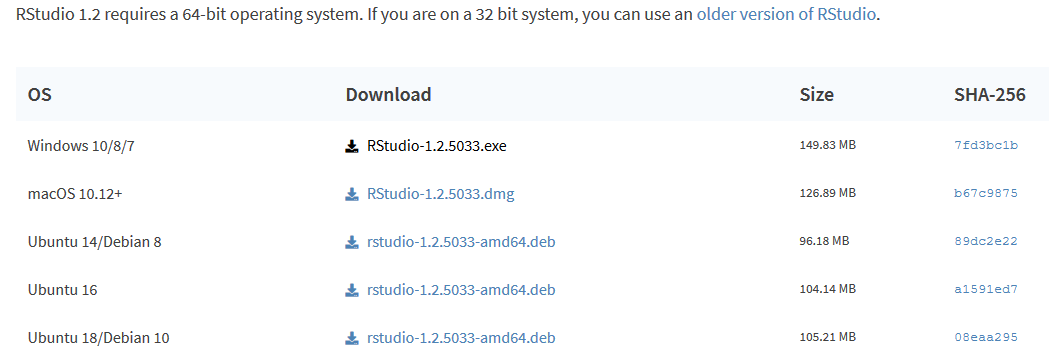 RStudio 1.2 requires a 64-bit operating system. If you are on a 32 bit system, you can use an older version of RStudio.
OS Download Size SHA-256
Windows 10/8/7 RStudio-1.2.5033.exe 149.83 MB 7fd3bc1b
macOS 10.12+ RStudio-1.2.5033.dmg 126.89 MB b67c9875
Ubuntu 14/Debian 8 rstudio-1.2.5033-amd64.deb 96.18 MB 89dc2e22
Ubuntu 16 rstudio-1.2.5033-amd64.deb 104.14 MB a1591ed7
Ubuntu 18/Debian 10 rstudio-1.2.5033-amd64.deb 105.21 MB 08eaa295